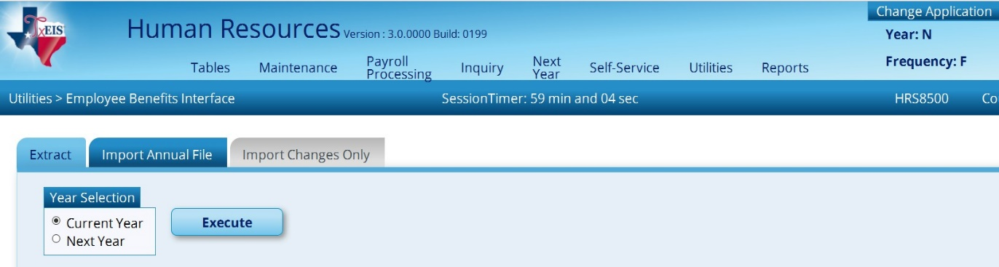 TxEIS
Human Resources Version : 3.0.0000 Build: 0199
Change Application
Year: N
Frequency: F
Tables Maintenance Payroll Processing Inquiry Next Year Self-Service Utilities Reports
Utilities > Employee Benefits Interface SessionTimer: 59 min and 04 sec HRS8500 Co
Extract Import Annual File Import Changes Only
Year Selection
Current Year
Next Year
Execute